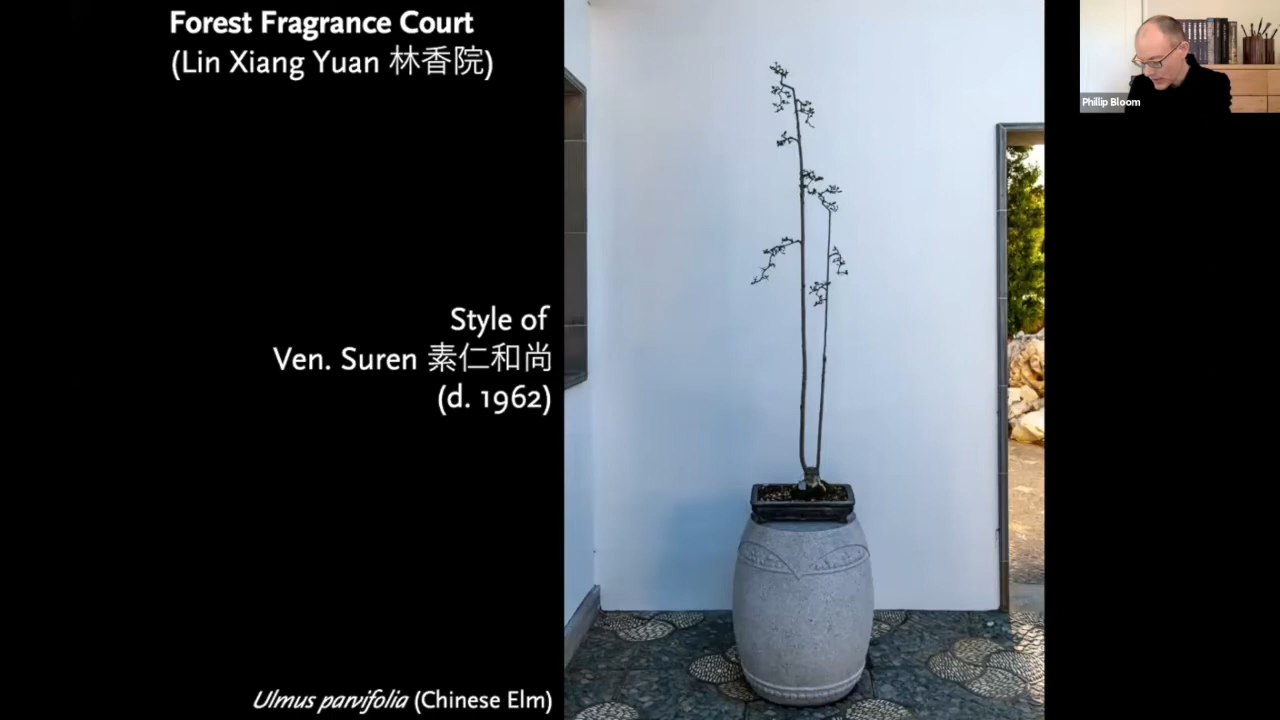 Forest Fragrance Court
(Lin Xiang Yuan 林香院)
Phillip Bloom
Style of
Ven. Suren 素仁和尚
(d. 1962)
Ulmus parvifolia (Chinese Elm)